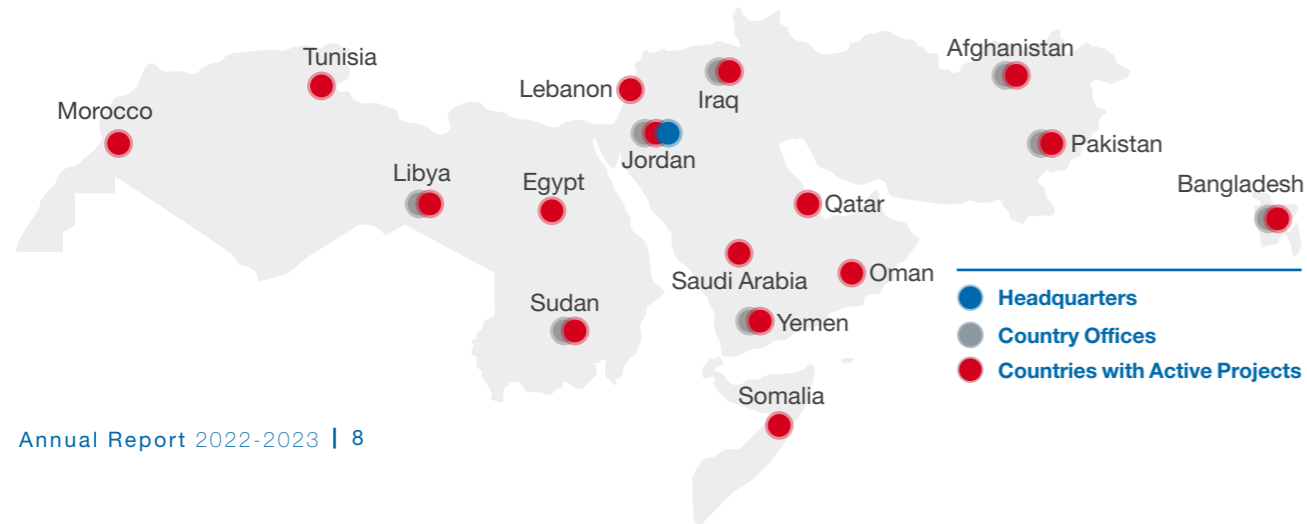 Tunisia
Afghanistan
Lebanon
Iraq
Morocco
Jordan
Pakistan
Libya
Egypt
Bangladesh
Qatar
Saudi Arabia
Oman
Sudan
Yemen
Headquarters
Country Offices
Countries with Active Projects
Somalia
Annual Report 2022-2023 | 8